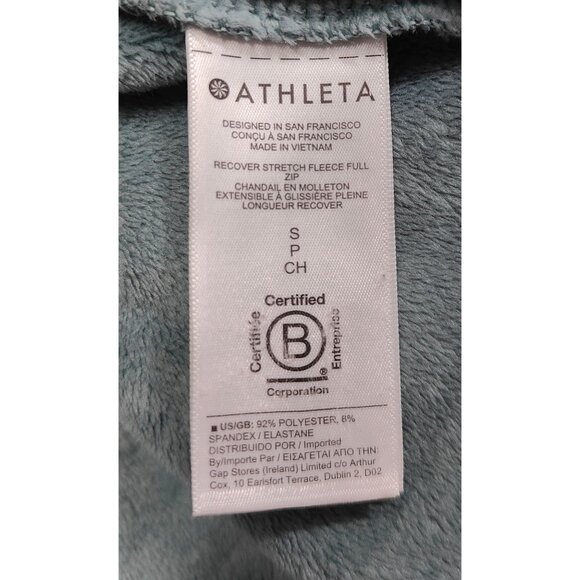 ATHLETA
DESIGNED IN SAN FRANCISCO
CONÇU À SAN FRANCISCO
MADE IN VIETNAM
RECOVER STRETCH FLEECE FULL
ZIP
CHANDAIL EN MOLLETON
EXTENSIBLE À GLISSIÈRE PLEINE
LONGUEUR RECOVER
S
P
CH
Certified
Certifiée
B
Entreprise
®
Corporation
■ US/GB: 92% POLYESTER, 8%
SPANDEX / ELASTANE
DISTRIBUIDO POR / Imported
By/Importe Par / ΕΙΣΑΓΕΤΑΙ ΑΠΟ ΤΗΝ:
Gap Stores (Ireland) Limited c/o Arthur
Cox, 10 Earlsfort Terrace, Dublin 2, D02